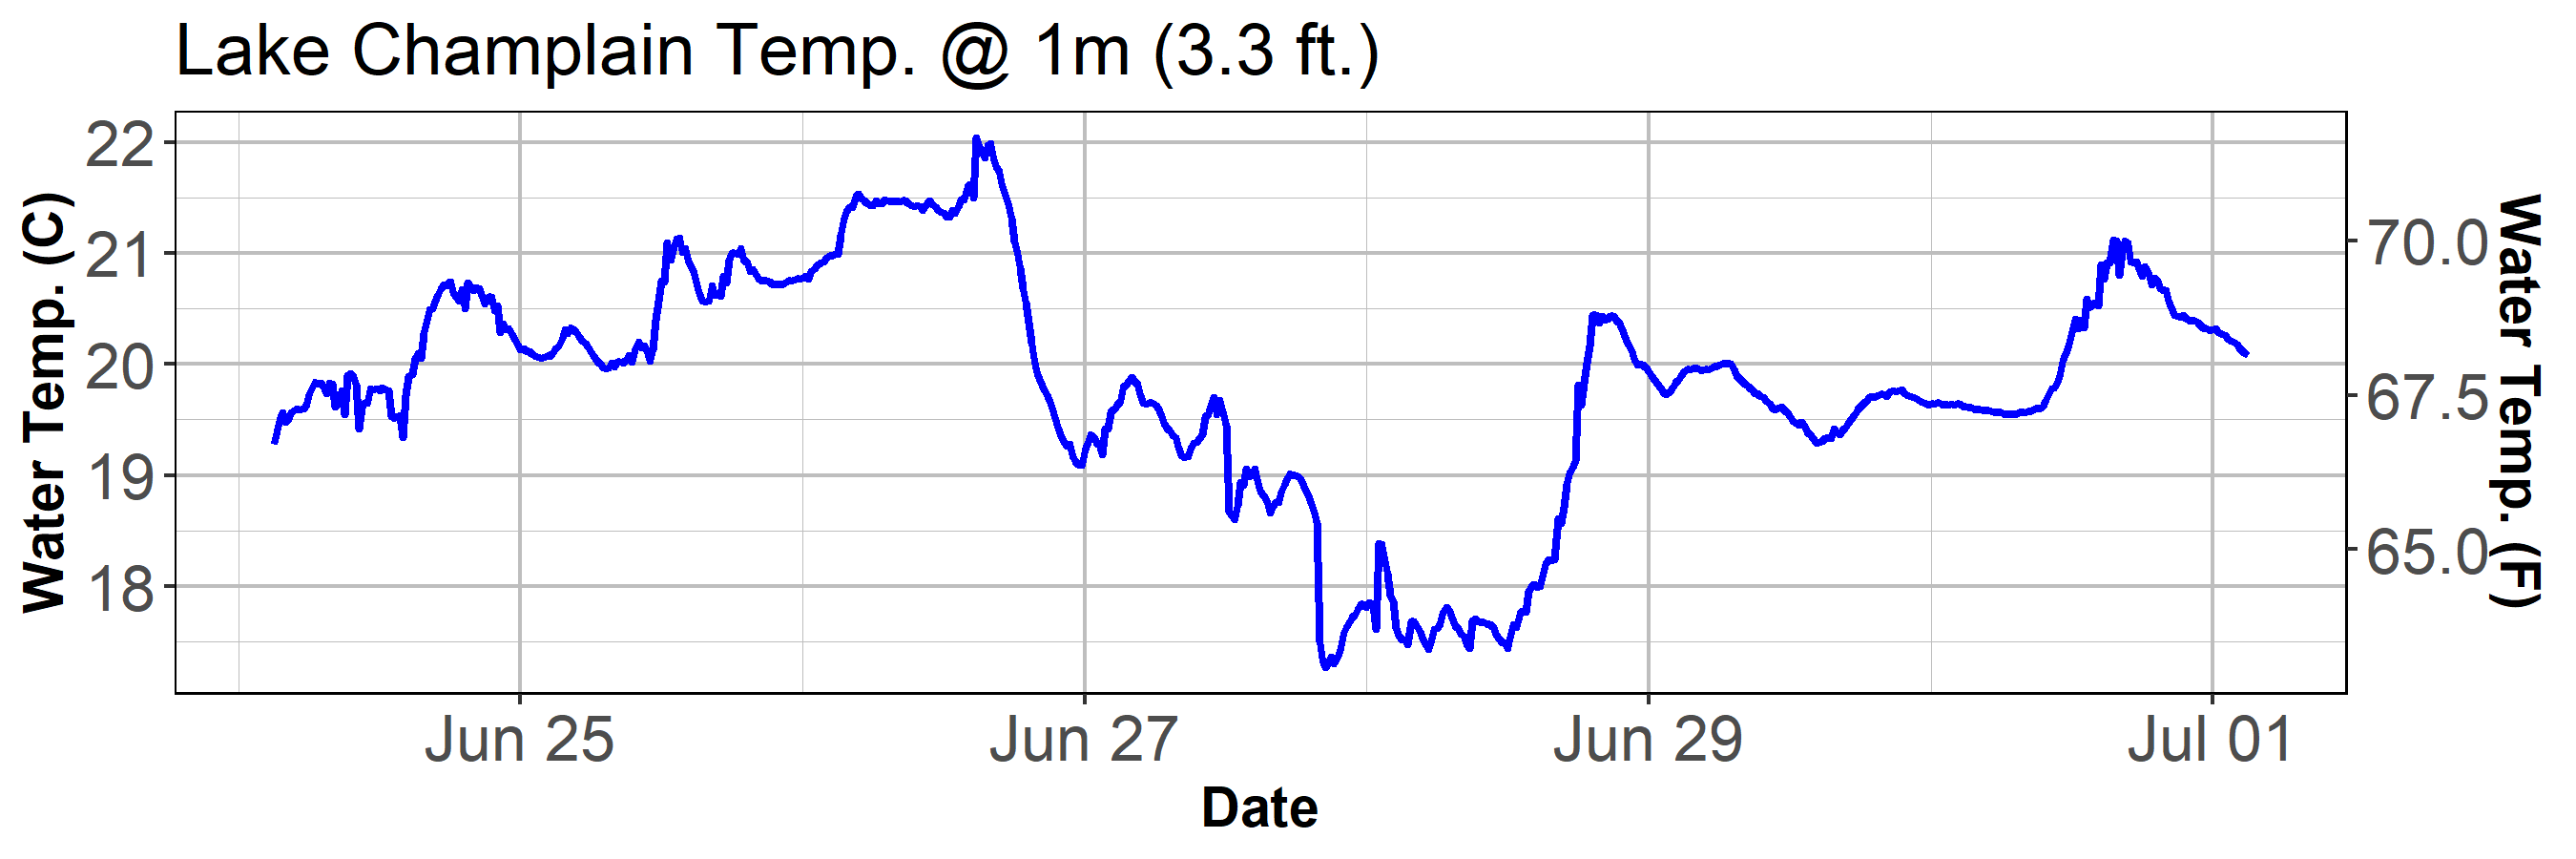 Lake Champlain Temp. @ 1m (3.3 ft.)
Water Temp. (C)
22
21
20
19
18
70.0
67.5
65.0
Water Temp. (F)
Jun 25
Jun 27
Jun 29
Jul 01
Date